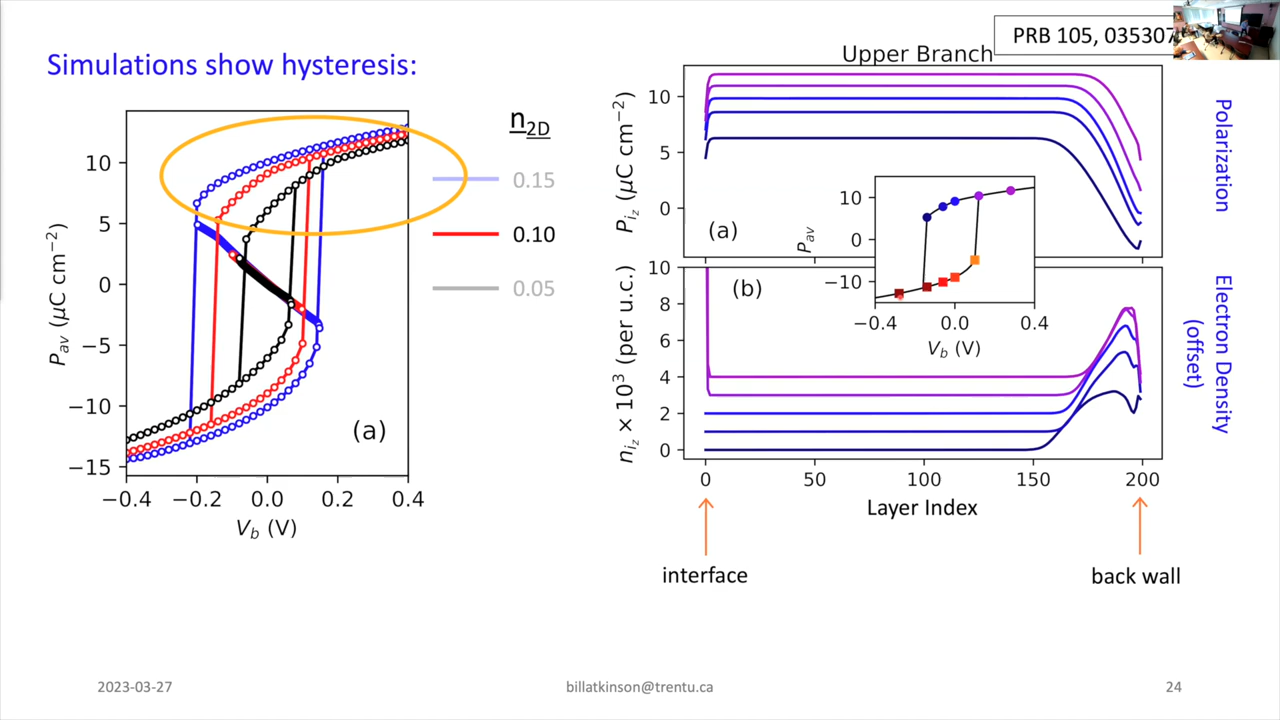 Simulations show hysteresis:
PRB 105, 035307
n2D
0.15
0.10
0.05
10
5
0
−5
−10
−15
Pav (μC cm−2)
(a)
−0.4 −0.2 0.0 0.2 0.4
Vb (V)
Upper Branch
10
5
0
Piz (μC cm−2)
(a)
Polarization
10
0
−10
Pav
−0.4 0.0 0.4
Vb (V)
10
8
6
4
2
0
niz × 10^3 (per u.c.)
(b)
Electron Density
(offset)
0 50 100 150 200
Layer Index
interface
back wall
2023-03-27
billatkinson@trentu.ca
24